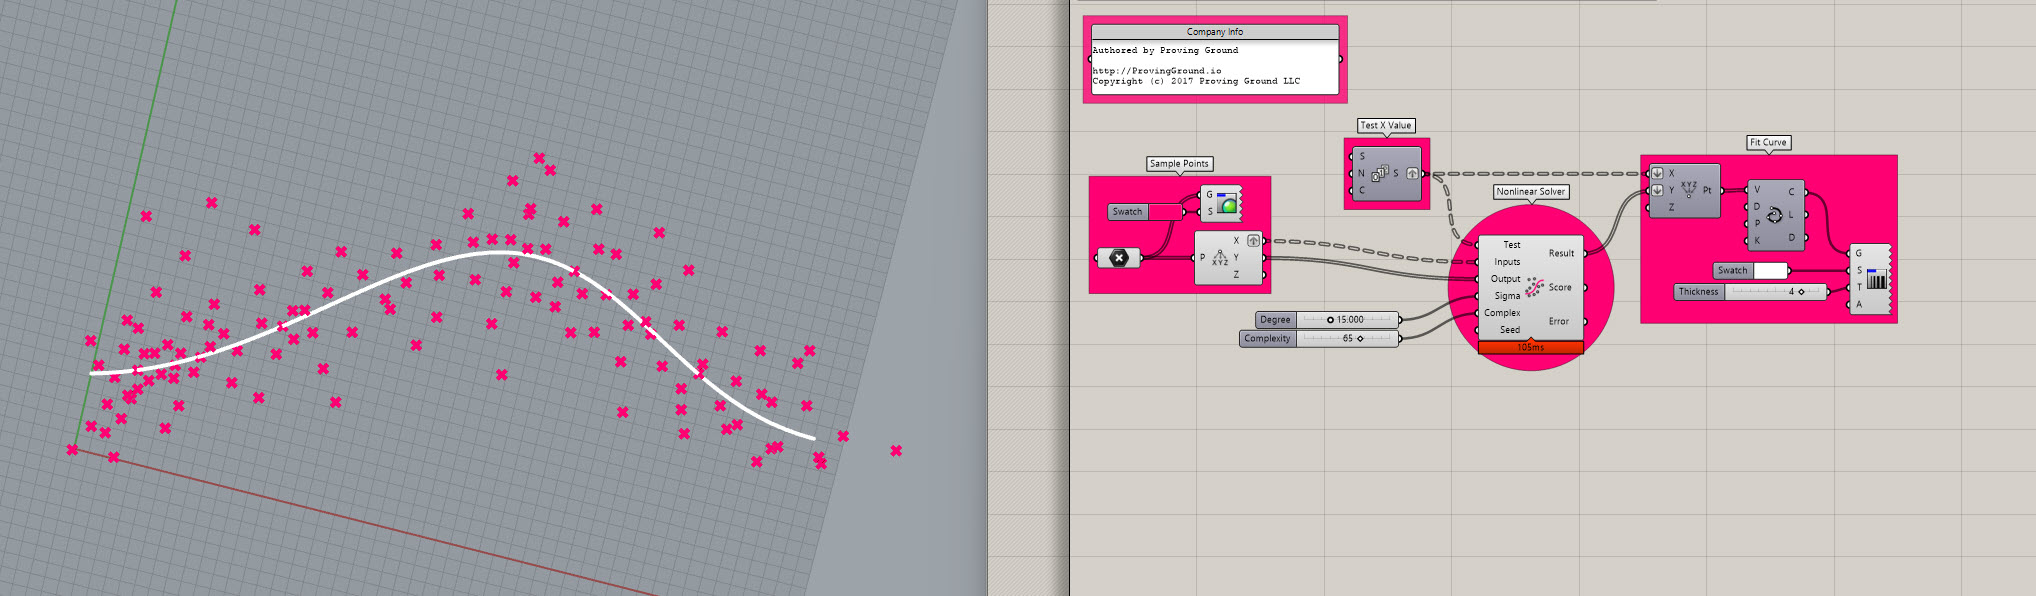 Company Info
Authored by Proving Ground
http://ProvingGround.io
Copyright (c) 2017 Proving Ground LLC
Test X Value
S
N
C
S
Sample Points
Swatch
G
S
P
XYZ
X
Y
Z
Degree
15.000
Complexity
65
Nonlinear Solver
Test
Inputs
Output
Sigma
Complex
Seed
Result
Score
Error
105ms
Fit Curve
X
Y
Z
XYZ
Pt
V
D
P
K
C
L
D
Swatch
Thickness
4
G
S
T
A